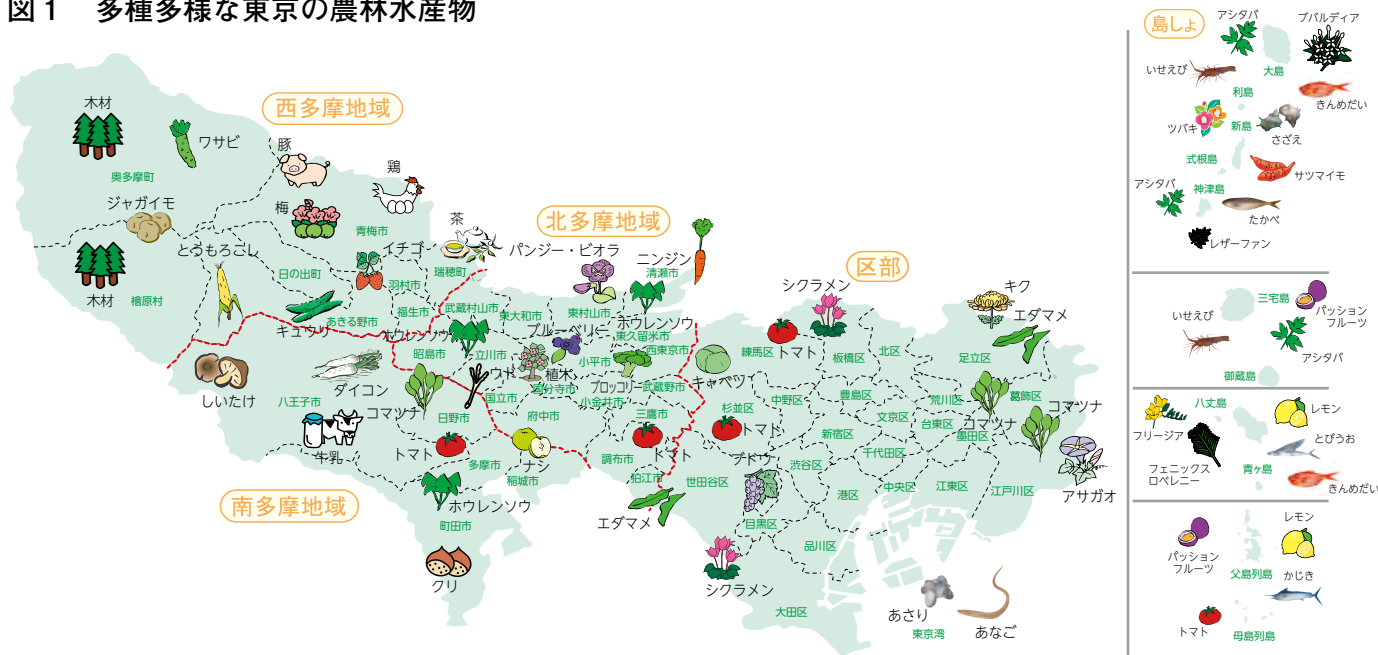 図1 多種多様な東京の農林水産物
西多摩地域
木材
ワサビ
奥多摩町
ジャガイモ
木材
檜原村
とうもろこし
豚
鶏
梅
青梅市
茶
イチゴ
日の出町
羽村市
瑞穂町
キュウリ
あきる野市
福生市
北多摩地域
パンジー・ビオラ
ニンジン
清瀬市
武蔵村山市
東大和市
東村山市
ホウレンソウ
ホウレンソウ
ブルーベリー
東久留米市
昭島市
立川市
小平市
西東京市
ウド
植木
国分寺市
ブロッコリー
武蔵野市
国立市
小金井市
府中市
三鷹市
トマト
調布市
狛江市
エダマメ
南多摩地域
しいたけ
ダイコン
八王子市
コマツナ
日野市
牛乳
トマト
多摩市
ナシ
稲城市
ホウレンソウ
町田市
クリ
区部
シクラメン
キク
エダマメ
練馬区
トマト
板橋区
北区
足立区
キャベツ
中野区
豊島区
荒川区
葛飾区
杉並区
文京区
台東区
コマツナ
コマツナ
トマト
新宿区
墨田区
千代田区
ブドウ
渋谷区
世田谷区
港区
中央区
江東区
江戸川区
アサガオ
目黒区
品川区
シクラメン
大田区
あさり
東京湾
あなご
島しょ
アシタバ
ブバルディア
いせえび
大島
利島
きんめだい
ツバキ
新島
さざえ
式根島
サツマイモ
アシタバ
神津島
たかべ
レザーファン
三宅島
パッション
フルーツ
いせえび
アシタバ
御蔵島
八丈島
レモン
フリージア
とびうお
フェニックス
ロベレニー
青ヶ島
きんめだい
レモン
パッション
フルーツ
父島列島
かじき
トマト
母島列島